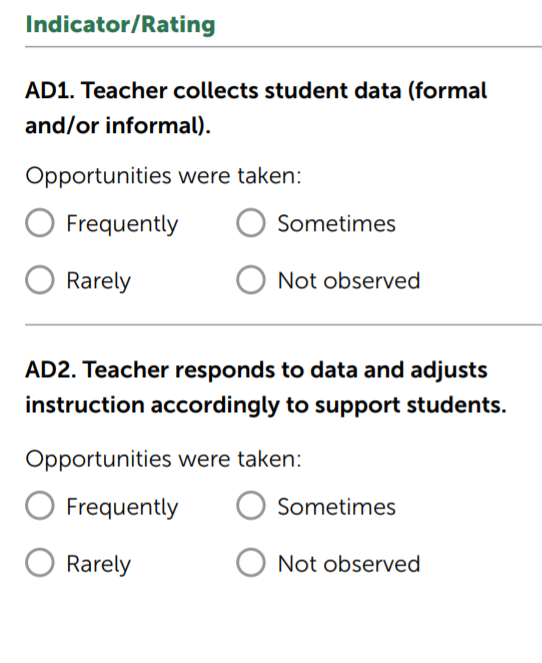 Indicator/Rating
AD1. Teacher collects student data (formal
and/or informal).
Opportunities were taken:
Frequently Sometimes
Rarely Not observed
AD2. Teacher responds to data and adjusts
instruction accordingly to support students.
Opportunities were taken:
Frequently Sometimes
Rarely Not observed